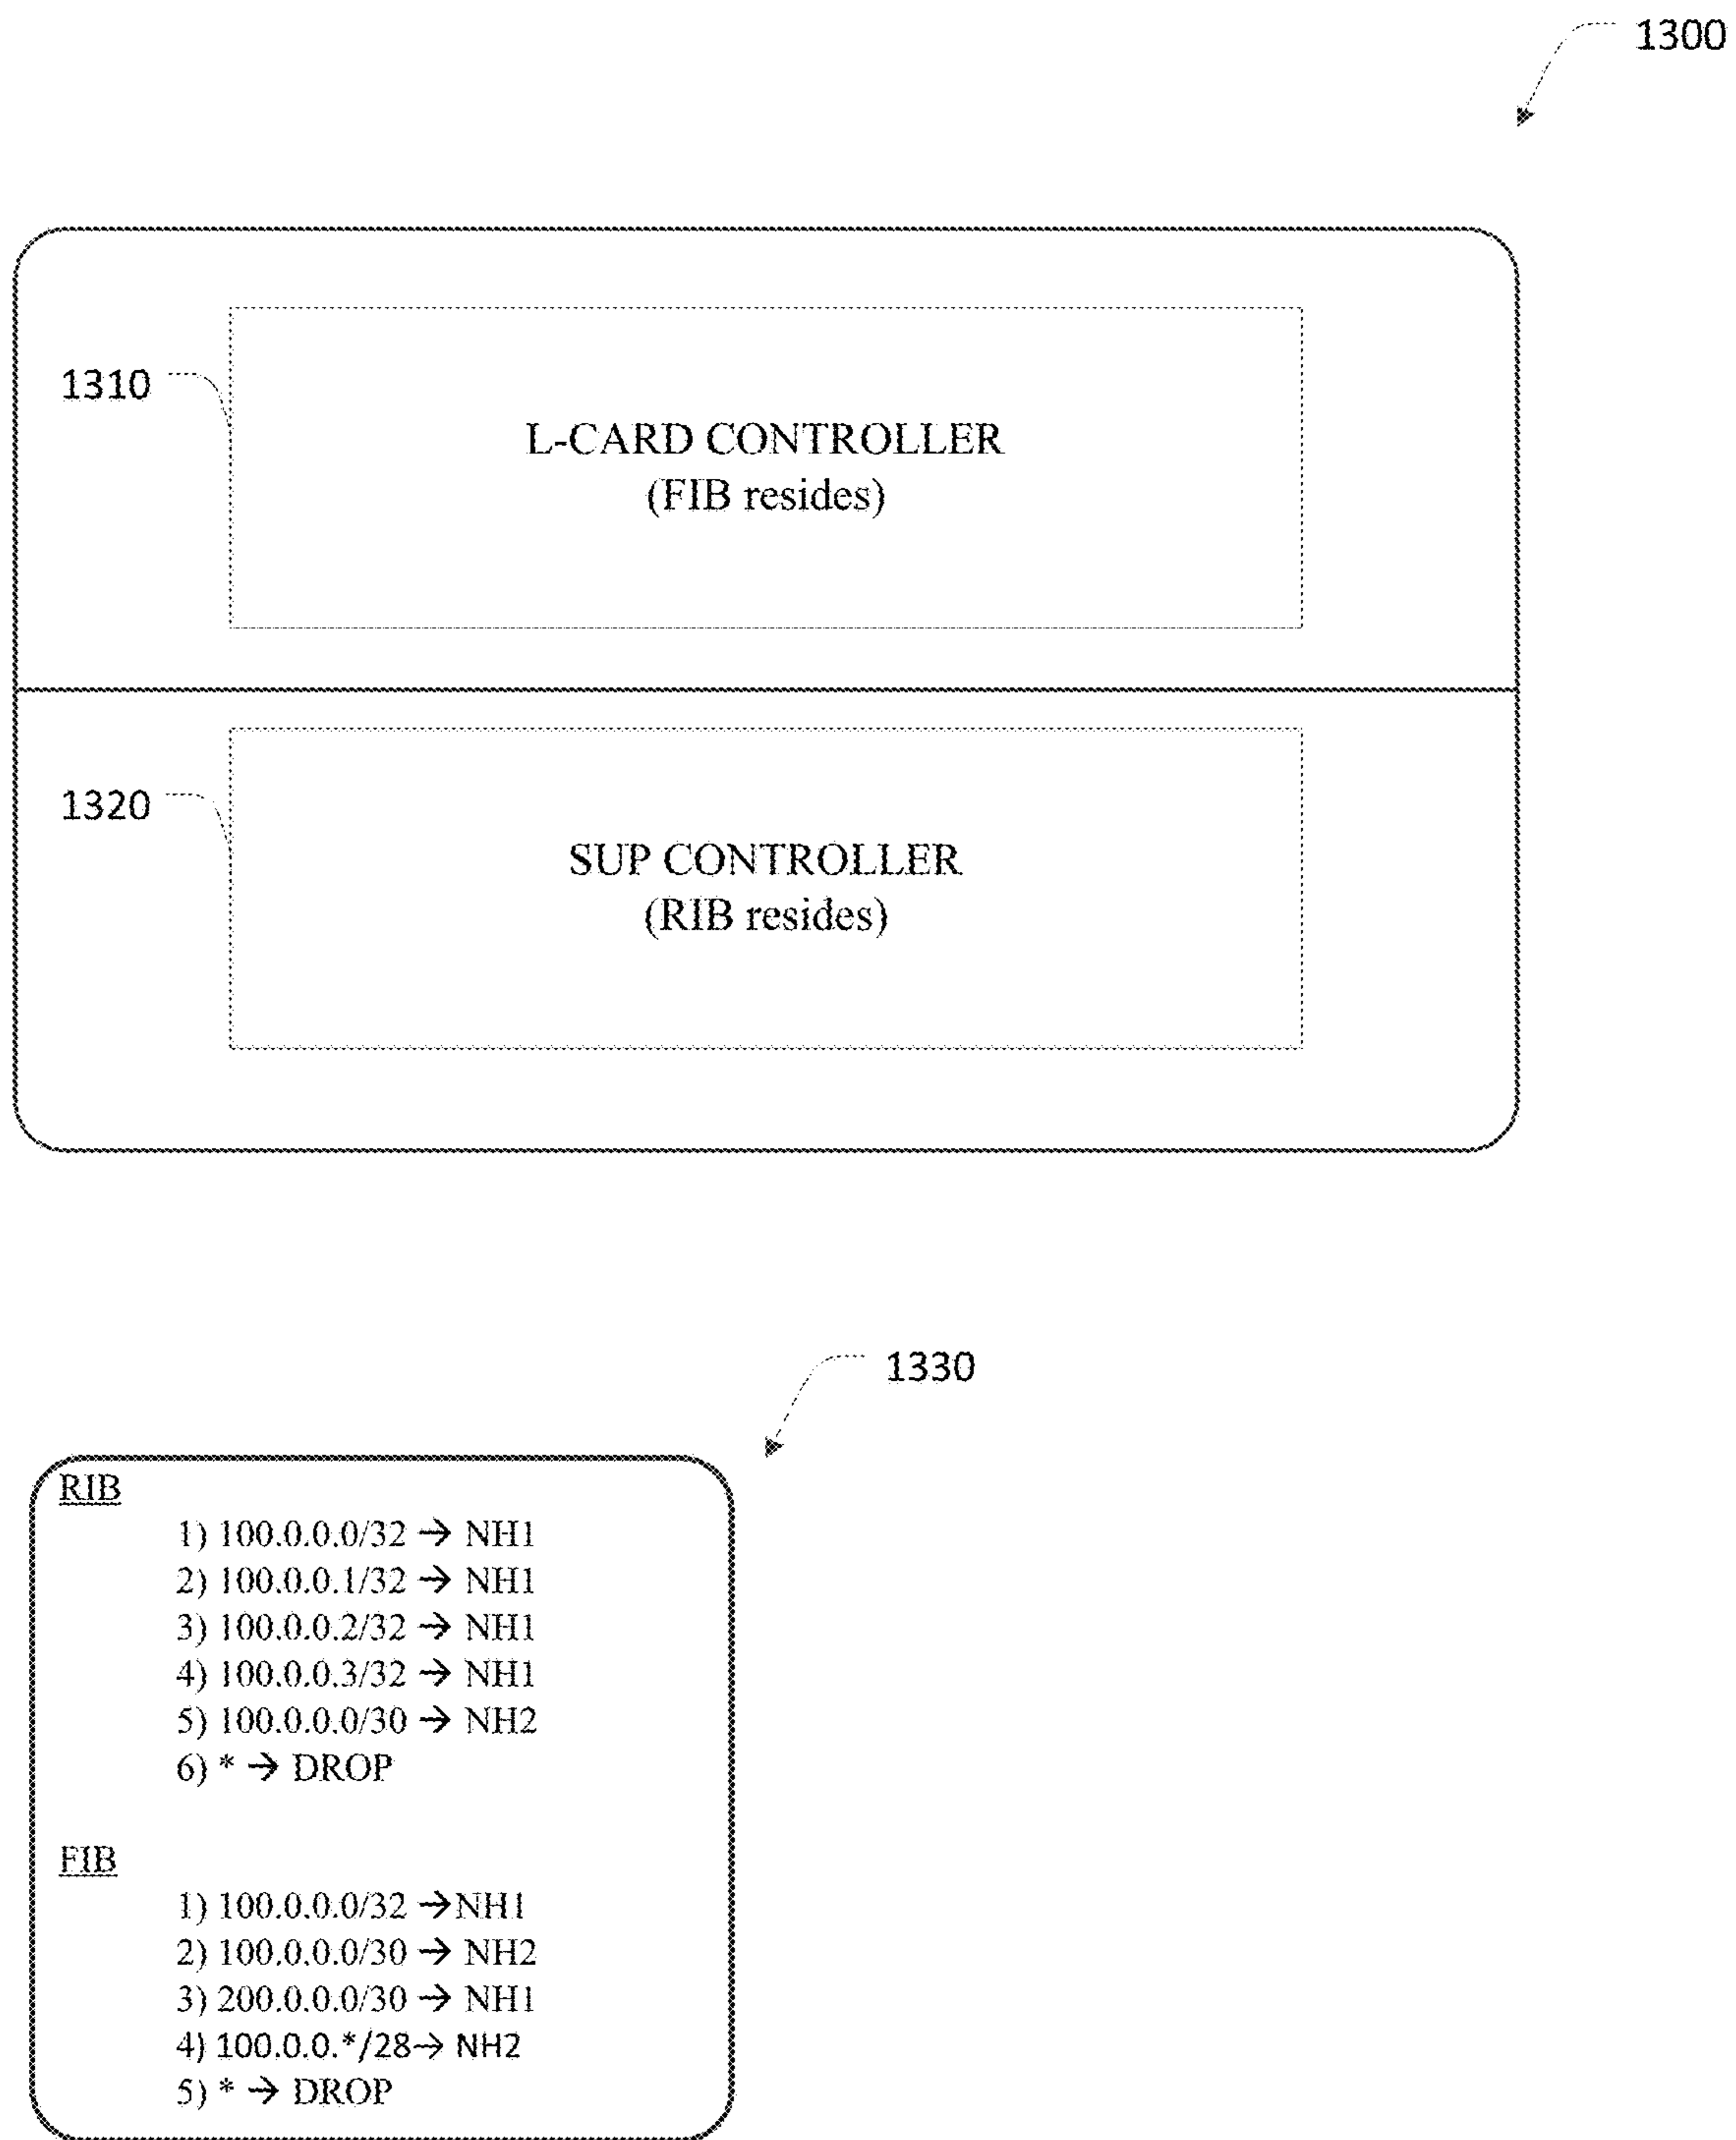 1300
1310
L-CARD CONTROLLER
(FIB resides)
1320
SUP CONTROLLER
(RIB resides)
1330
RIB
1) 100.0.0.0/32 → NH1
2) 100.0.0.1/32 → NH1
3) 100.0.0.2/32 → NH1
4) 100.0.0.3/32 → NH1
5) 100.0.0.0/30 → NH2
6) * → DROP
FIB
1) 100.0.0.0/32 →NH1
2) 100.0.0.0/30 → NH2
3) 200.0.0.0/30 → NH1
4) 100.0.0.*/28→ NH2
5) * → DROP